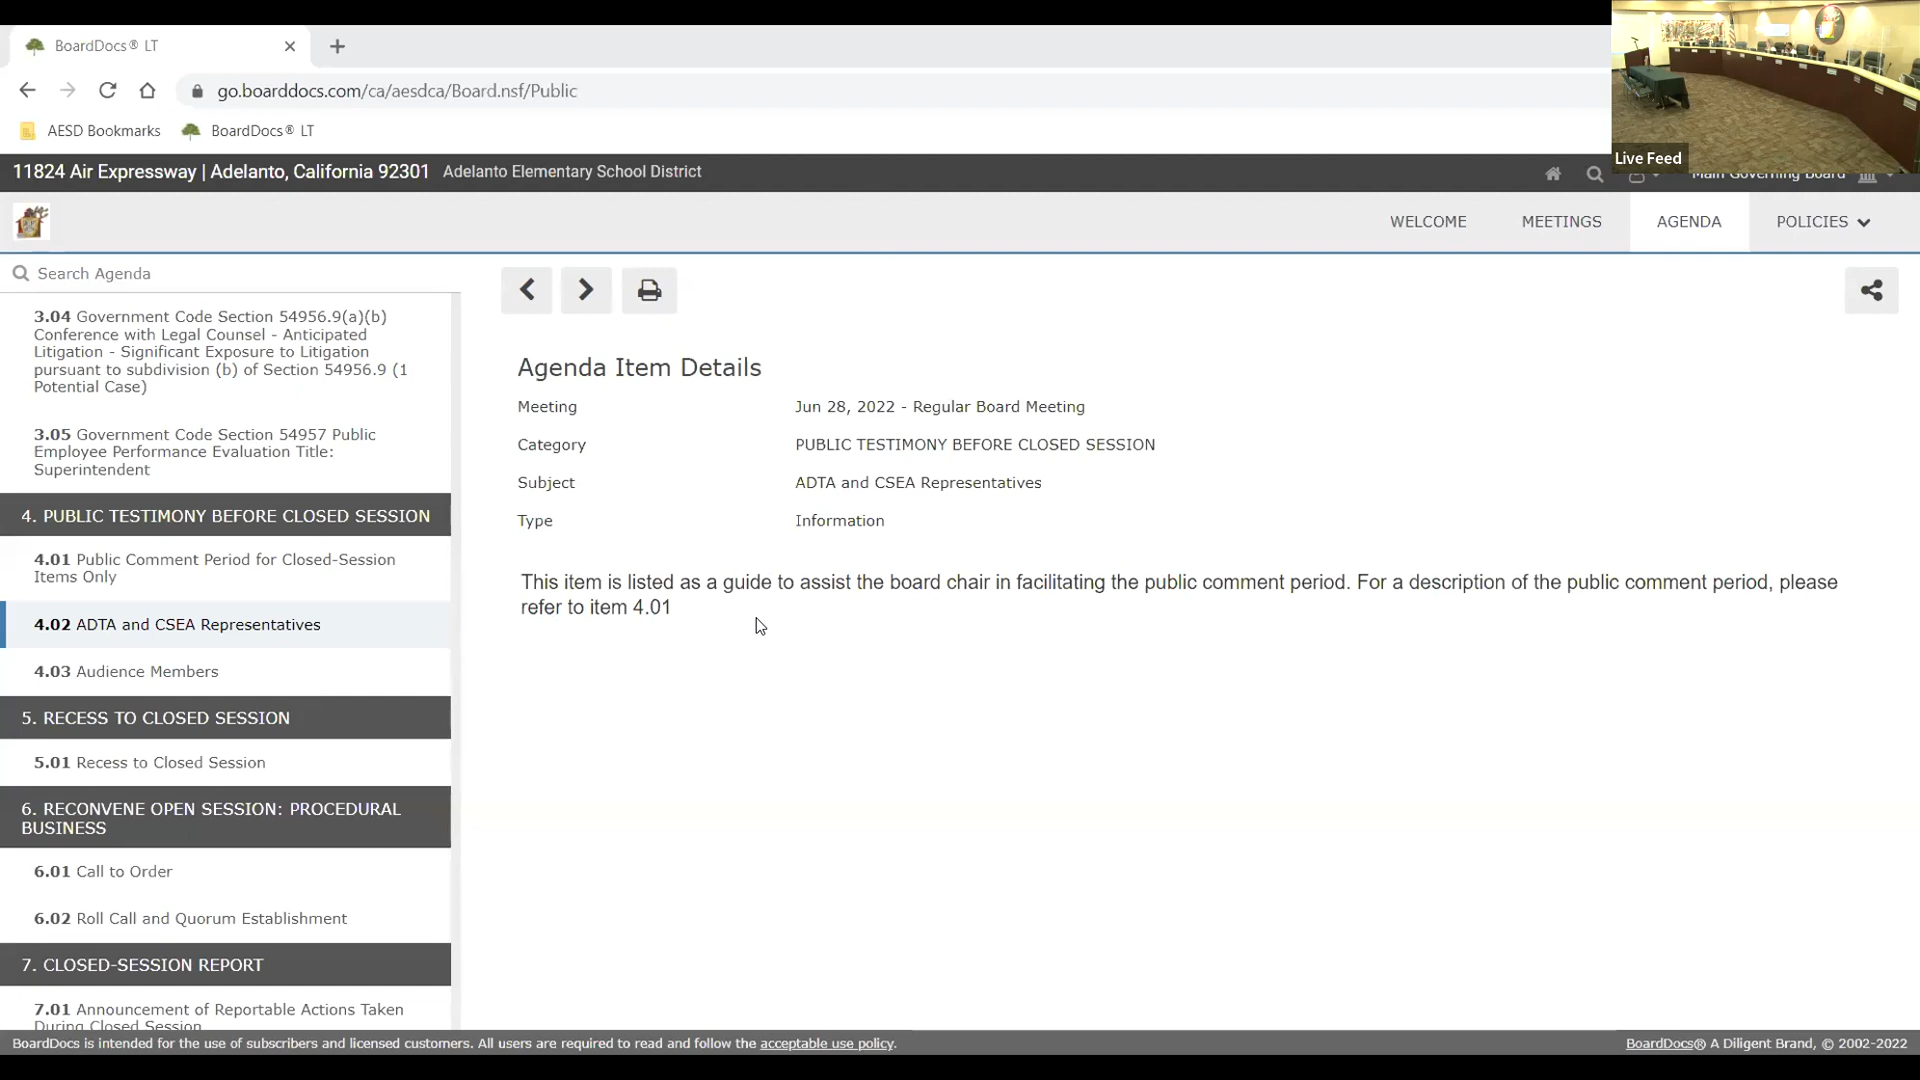 BoardDocs® LT
go.boarddocs.com/ca/aesdca/Board.nsf/Public
AESD Bookmarks
BoardDocs® LT
Live Feed
11824 Air Expressway | Adelanto, California 92301
Adelanto Elementary School District
Main Governing Board
WELCOME
MEETINGS
AGENDA
POLICIES
Search Agenda
3.04 Government Code Section 54956.9(a)(b)
Conference with Legal Counsel - Anticipated
Litigation - Significant Exposure to Litigation
pursuant to subdivision (b) of Section 54956.9 (1
Potential Case)
3.05 Government Code Section 54957 Public
Employee Performance Evaluation Title:
Superintendent
4. PUBLIC TESTIMONY BEFORE CLOSED SESSION
4.01 Public Comment Period for Closed-Session
Items Only
4.02 ADTA and CSEA Representatives
4.03 Audience Members
5. RECESS TO CLOSED SESSION
5.01 Recess to Closed Session
6. RECONVENE OPEN SESSION: PROCEDURAL
BUSINESS
6.01 Call to Order
6.02 Roll Call and Quorum Establishment
7. CLOSED-SESSION REPORT
7.01 Announcement of Reportable Actions Taken
During Closed Session
Agenda Item Details
Meeting Jun 28, 2022 - Regular Board Meeting
Category PUBLIC TESTIMONY BEFORE CLOSED SESSION
Subject ADTA and CSEA Representatives
Type Information
This item is listed as a guide to assist the board chair in facilitating the public comment period. For a description of the public comment period, please
refer to item 4.01
BoardDocs is intended for the use of subscribers and licensed customers. All users are required to read and follow the acceptable use policy.
BoardDocs® A Diligent Brand, © 2002-2022